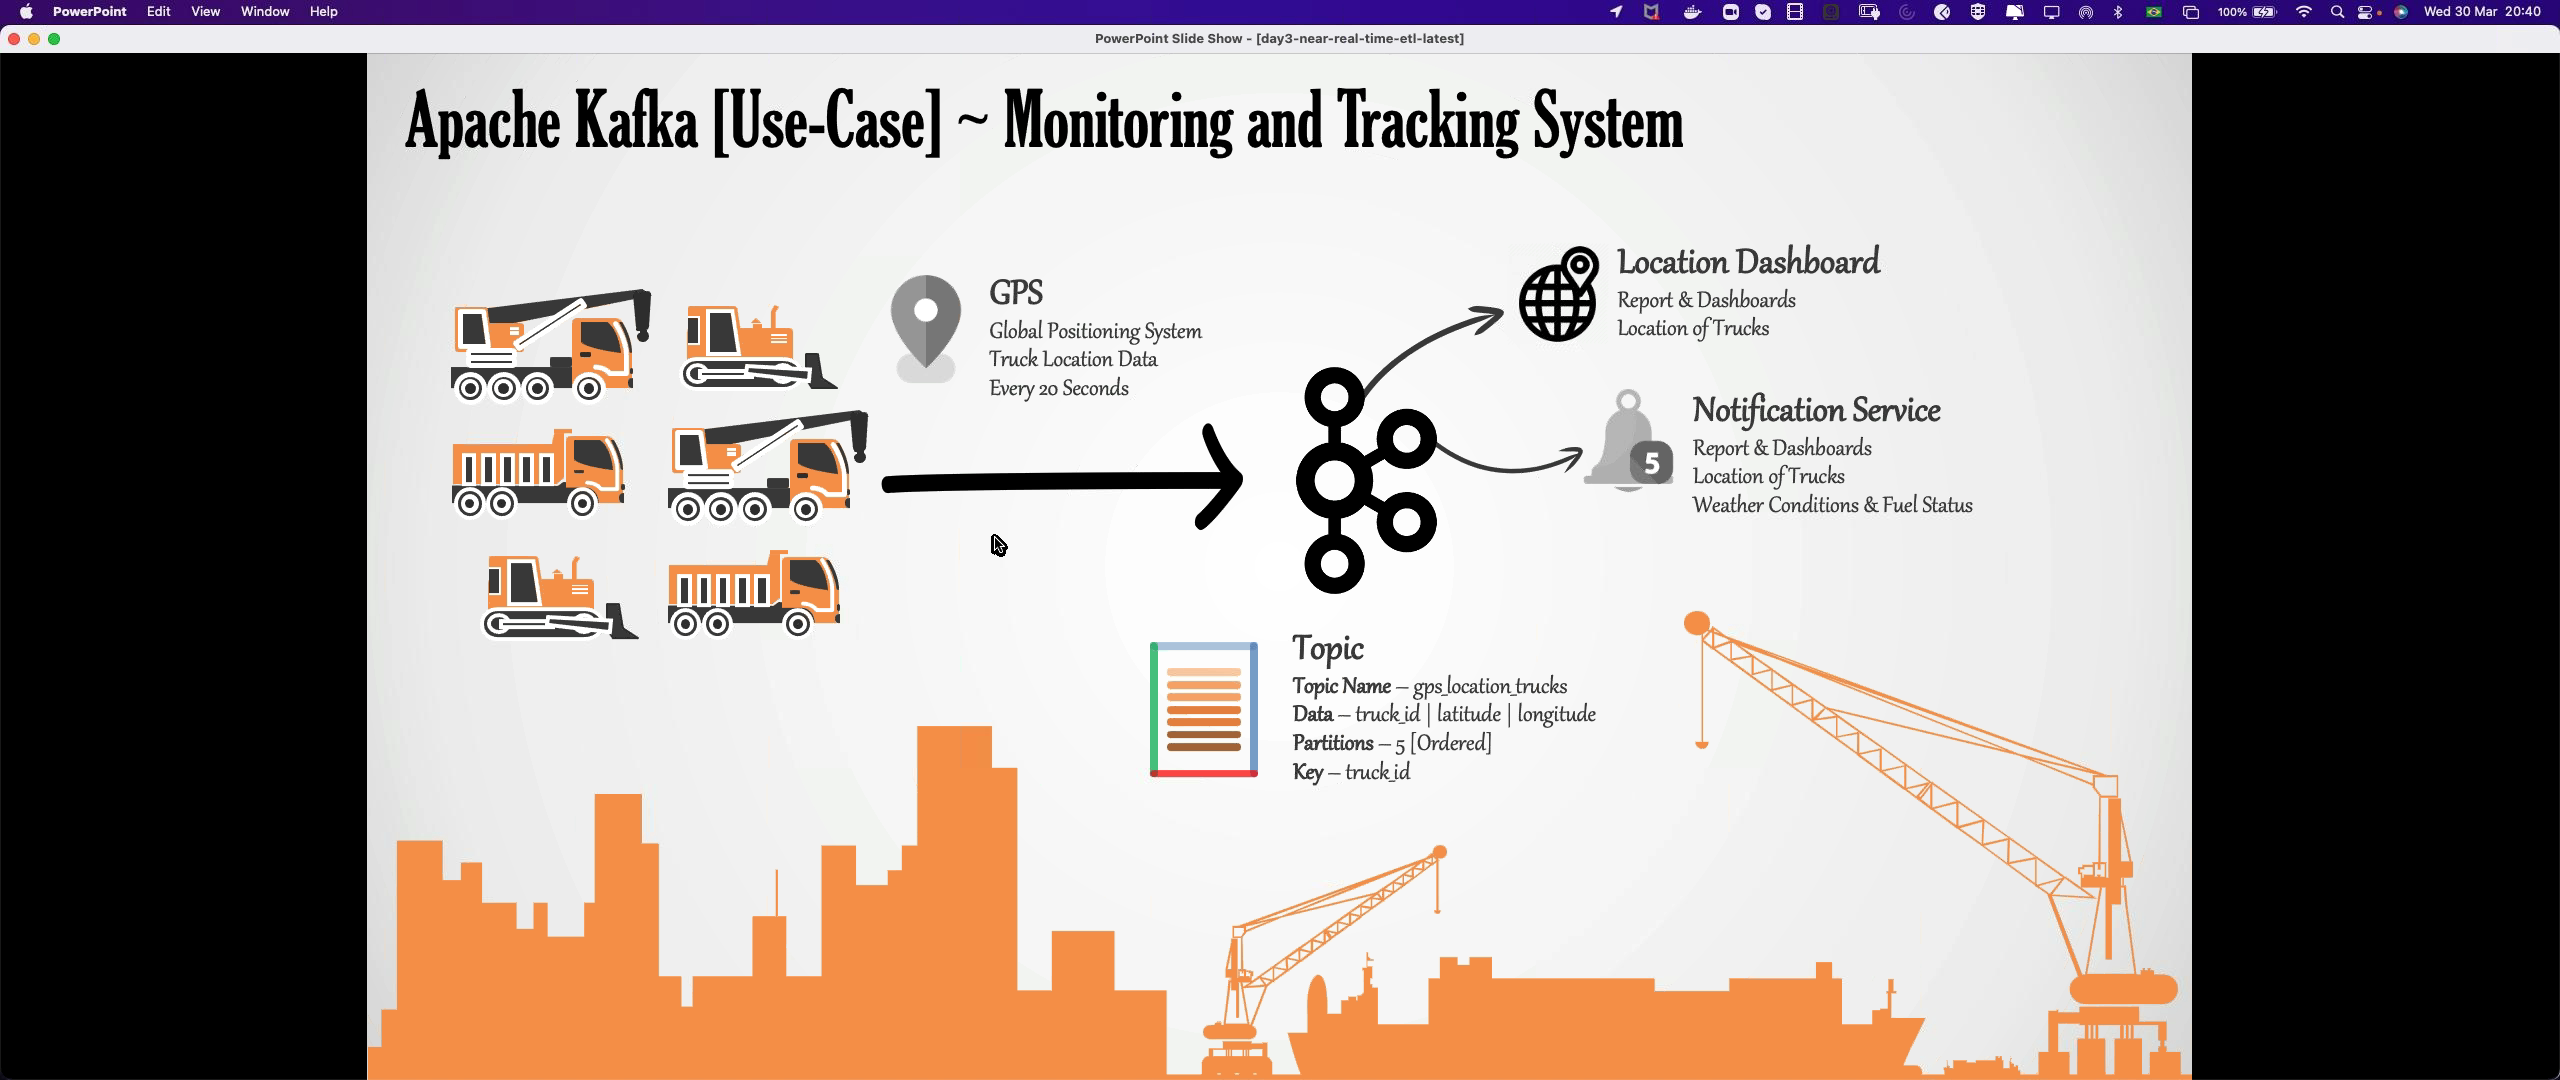 PowerPoint Edit View Window Help
100%
Wed 30 Mar 20:40
PowerPoint Slide Show - [day3-near-real-time-etl-latest]
Apache Kafka [Use-Case] ~ Monitoring and Tracking System
GPS
Global Positioning System
Truck Location Data
Every 20 Seconds
Location Dashboard
Report & Dashboards
Location of Trucks
5
Notification Service
Report & Dashboards
Location of Trucks
Weather Conditions & Fuel Status
Topic
Topic Name – gps_location_trucks
Data – truck_id | latitude | longitude
Partitions – 5 [Ordered]
Key – truck_id